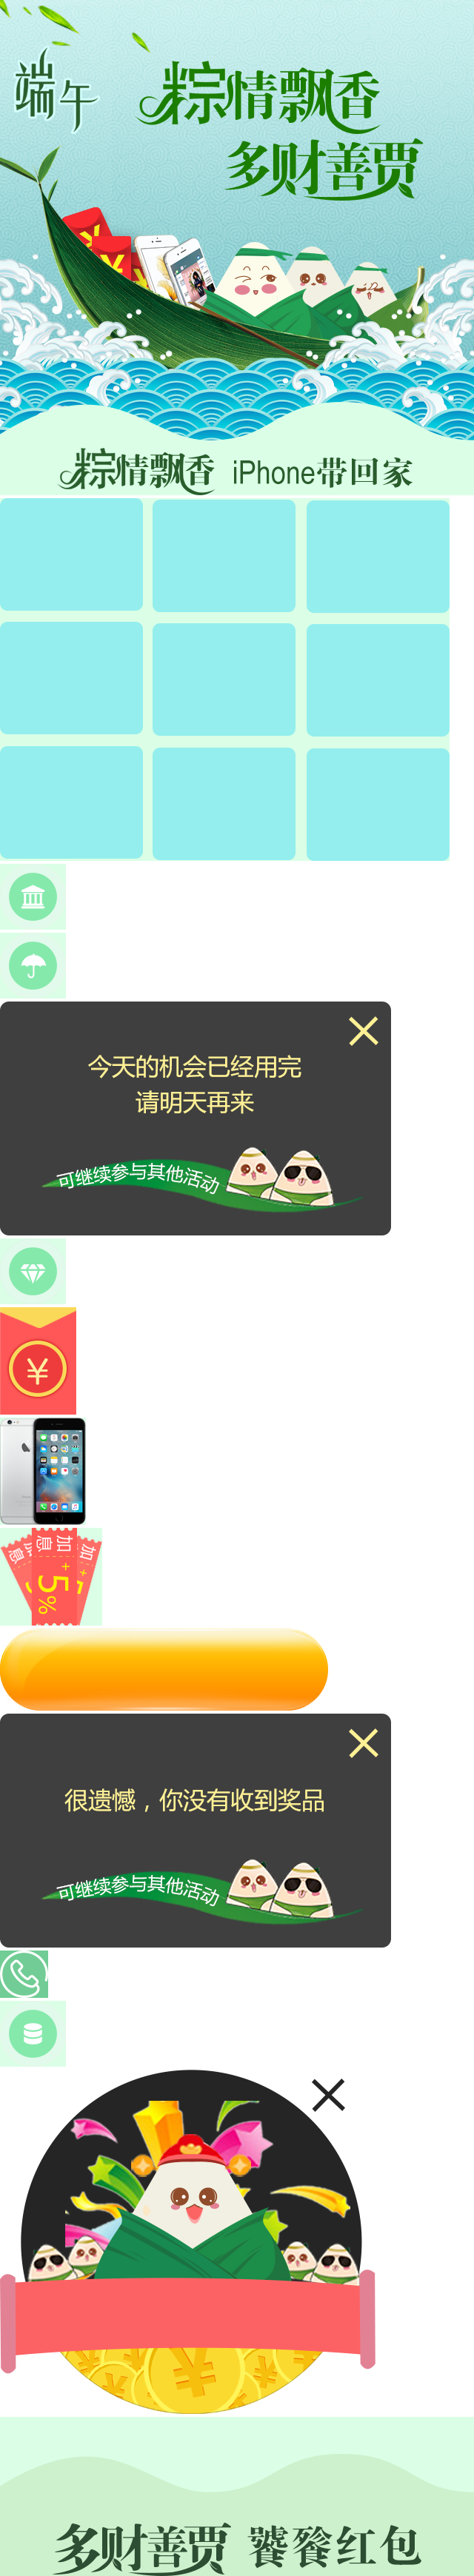 端午
粽情飘香
多财善贾
粽情飘香 iPhone带回家
今天的机会已经用完
请明天再来
可继续参与其他活动
¥
加息
+5%
很遗憾，你没有收到奖品
可继续参与其他活动
¥
多财善贾 饕餮红包